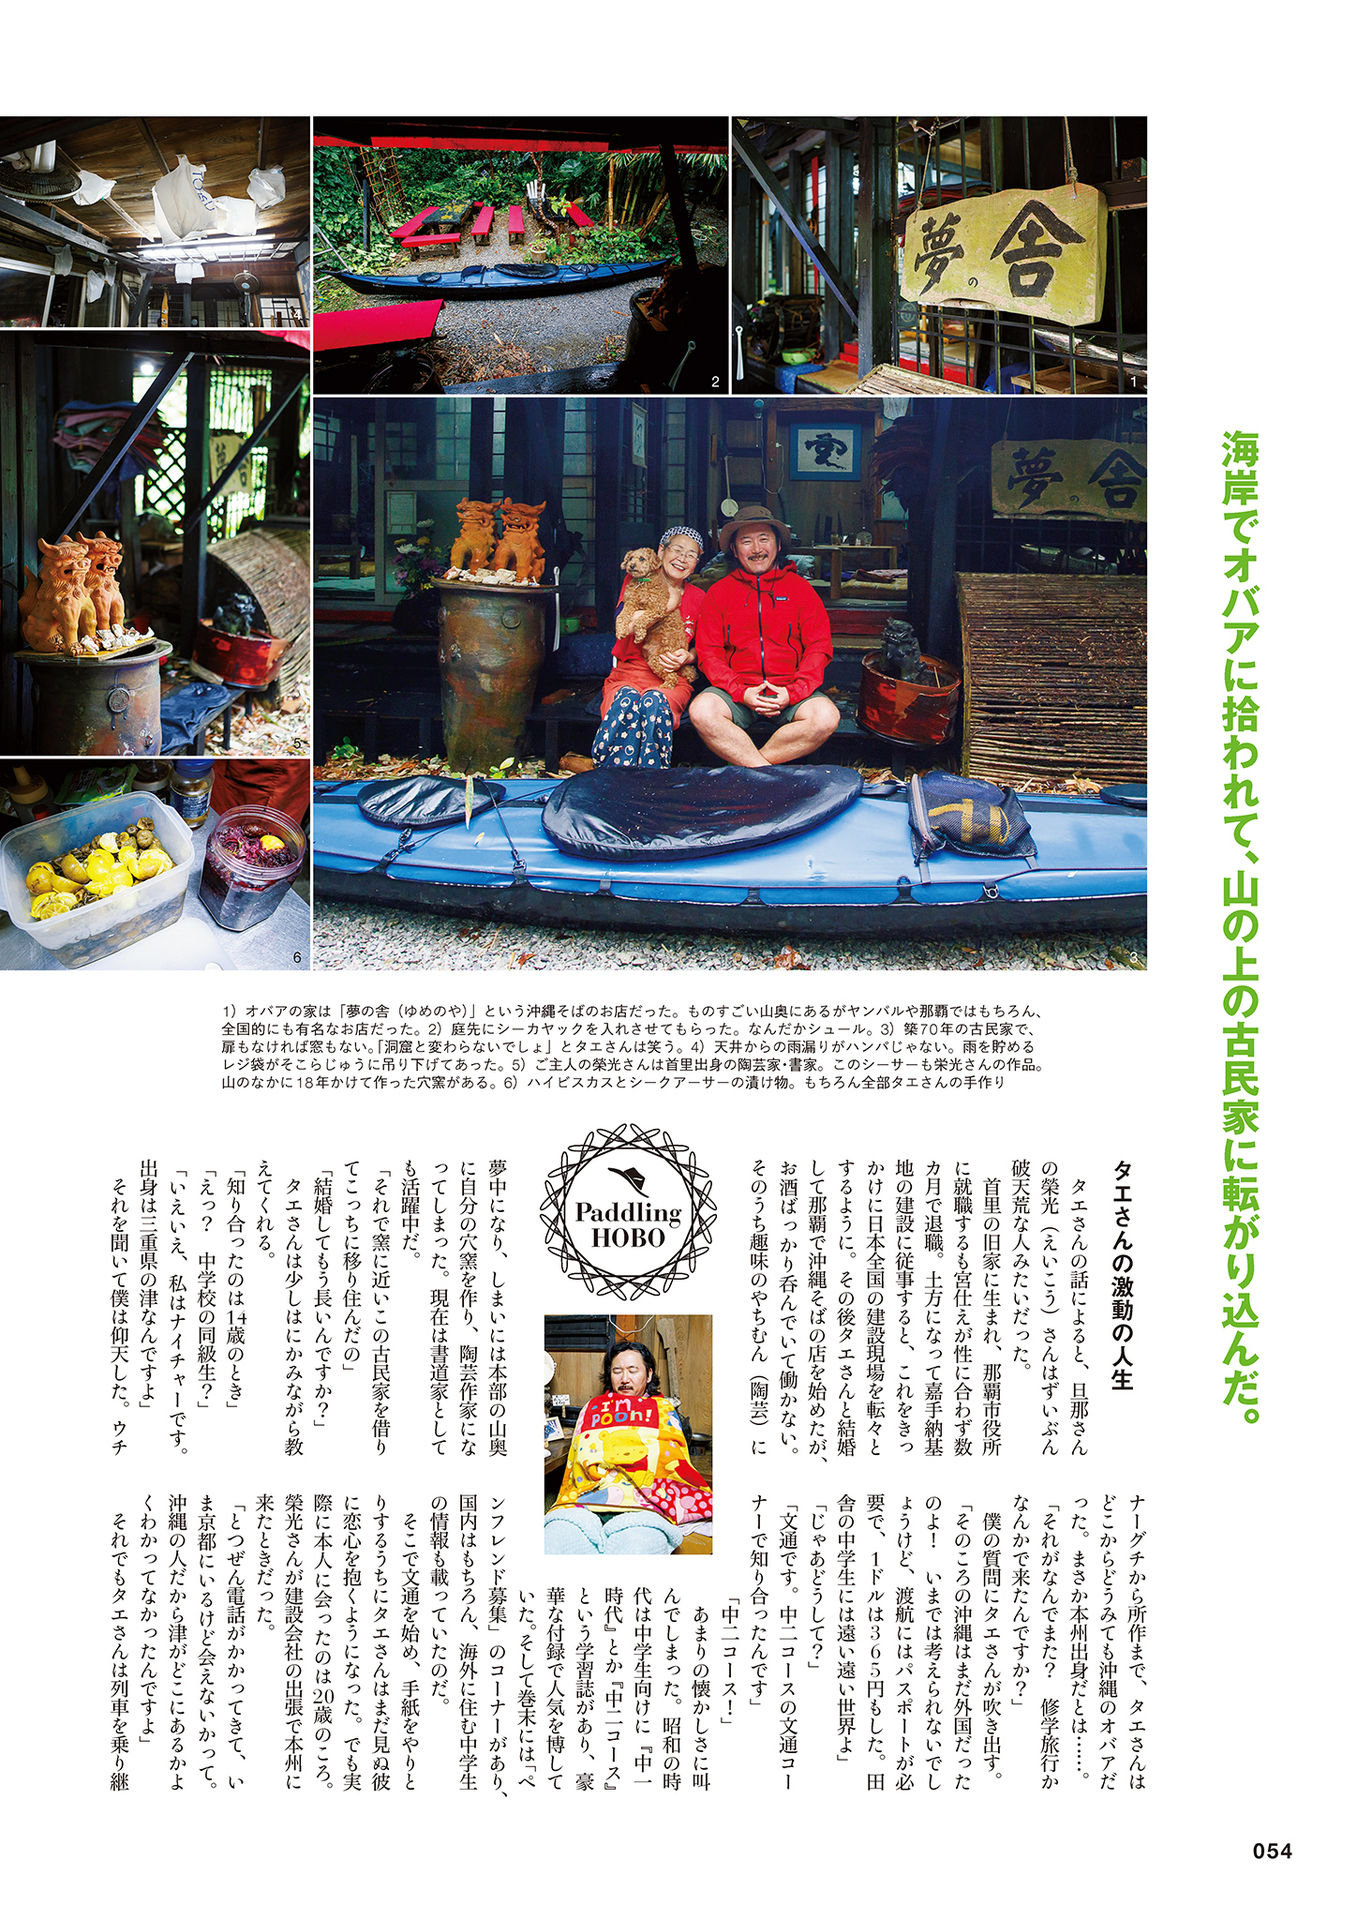 海岸でオバアに拾われて、山の上の古民家に転がり込んだ。
夢の舎
1
2
4
夢の舎
5
雲
夢の舎
3
6
1）オバアの家は「夢の舎（ゆめのや）」という沖縄そばのお店だった。ものすごい山奥にあるがヤンバルや那覇ではもちろん、
全国的にも有名なお店だった。2）庭先にシーカヤックを入れさせてもらった。なんだかシュール。3）築70年の古民家で、
扉もなければ窓もない。「洞窟と変わらないでしょ」とタエさんは笑う。4）天井からの雨漏りがハンパじゃない。雨を貯める
レジ袋がそこらじゅうに吊り下げてあった。5）ご主人の榮光さんは首里出身の陶芸家・書家。このシーサーも栄光さんの作品。
山のなかに18年かけて作った穴窯がある。6）ハイビスカスとシークアーサーの漬け物。もちろん全部タエさんの手作り
タエさんの激動の人生
タエさんの話によると、旦那さん
の榮光（えいこう）さんはずいぶん
破天荒な人みたいだった。
首里の旧家に生まれ、那覇市役所
に就職するも宮仕えが性に合わず数
カ月で退職。土方になって嘉手納基
地の建設に従事すると、これをきっ
かけに日本全国の建設現場を転々と
するように。その後タエさんと結婚
して那覇で沖縄そばの店を始めたが、
お酒ばっかり呑んでいて働かない。
そのうち趣味のやちむん（陶芸）に
Paddling
HOBO
夢中になり、しまいには本部の山奥
に自分の穴窯を作り、陶芸作家にな
ってしまった。現在は書道家として
も活躍中だ。
「それで窯に近いこの古民家を借り
てこっちに移り住んだの」
「結婚してもう長いんですか？」
タエさんは少しはにかみながら教
えてくれる。
「知り合ったのは14歳のとき」
「えっ？　中学校の同級生？」
「いえいえ、私はナイチャーです。
出身は三重県の津なんですよ」
それを聞いて僕は仰天した。ウチ
ナーグチから所作まで、タエさんは
どこからどうみても沖縄のオバアだ
った。まさか本州出身だとは……。
「それがなんでまた？　修学旅行か
なんかで来たんですか？」
僕の質問にタエさんが吹き出す。
「そのころの沖縄はまだ外国だった
のよ！　いまでは考えられないでし
ょうけど、渡航にはパスポートが必
要で、1ドルは365円もした。田
舎の中学生には遠い遠い世界よ」
「じゃあどうして？」
「文通です。中二コースの文通コー
ナーで知り合ったんです」
「中二コース！」
あまりの懐かしさに叫
んでしまった。昭和の時
代は中学生向けに『中一
時代』とか『中二コース』
という学習誌があり、豪
華な付録で人気を博して
いた。そして巻末には「ペ
ンフレンド募集」のコーナーがあり、
国内はもちろん、海外に住む中学生
の情報も載っていたのだ。
そこで文通を始め、手紙をやりと
りするうちにタエさんはまだ見ぬ彼
に恋心を抱くようになった。でも実
際に本人に会ったのは20歳のころ。
榮光さんが建設会社の出張で本州に
来たときだった。
「とつぜん電話がかかってきて、い
ま京都にいるけど会えないかって。
沖縄の人だから津がどこにあるかよ
くわかってなかったんですよ」
それでもタエさんは列車を乗り継
I'm
Pooh!
054